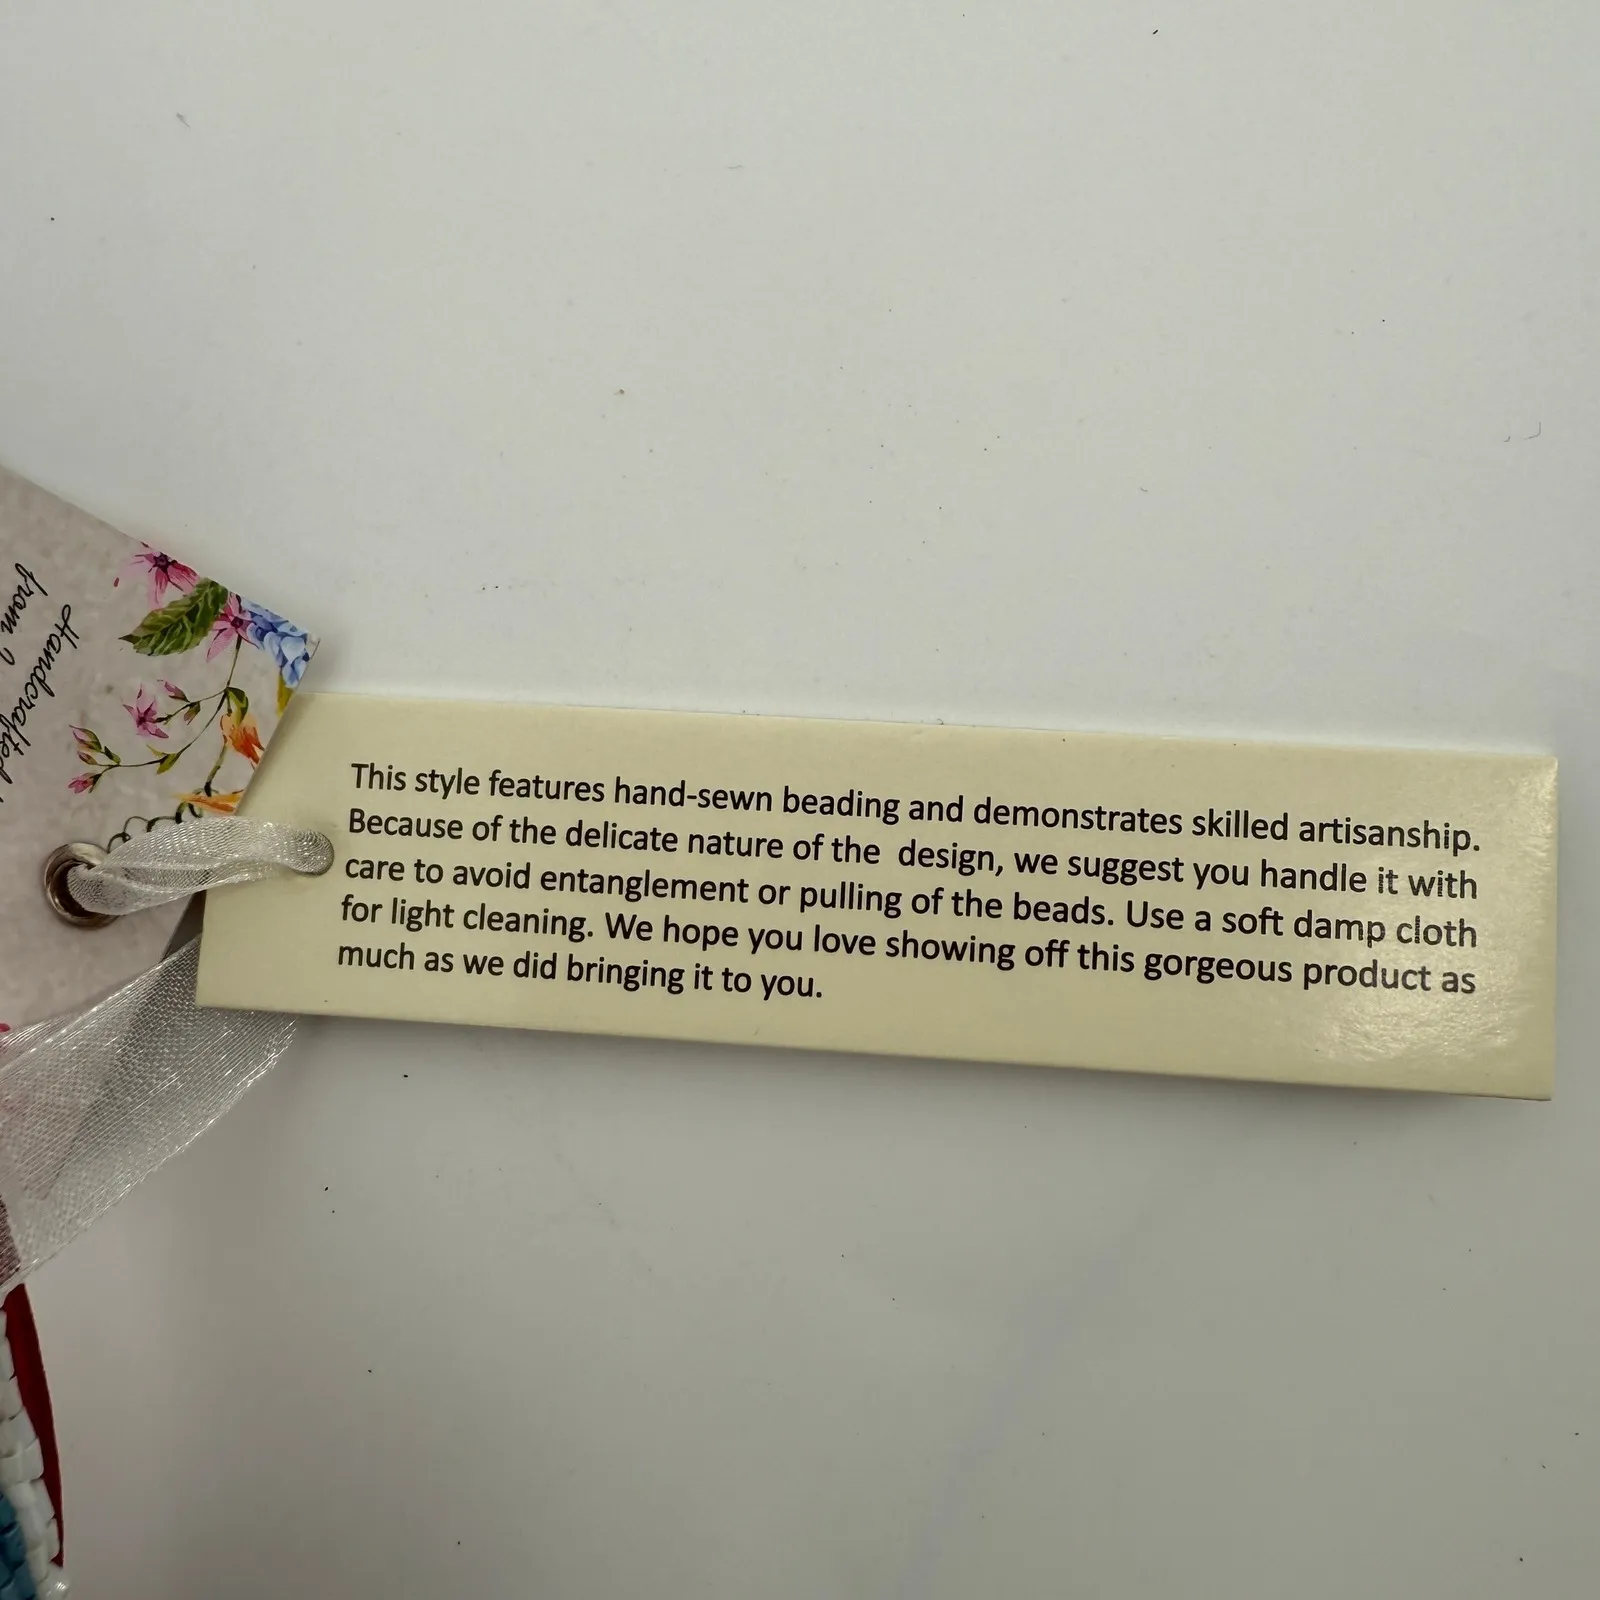 Handcrafted
from
This style features hand-sewn beading and demonstrates skilled artisanship.
Because of the delicate nature of the design, we suggest you handle it with
care to avoid entanglement or pulling of the beads. Use a soft damp cloth
for light cleaning. We hope you love showing off this gorgeous product as
much as we did bringing it to you.